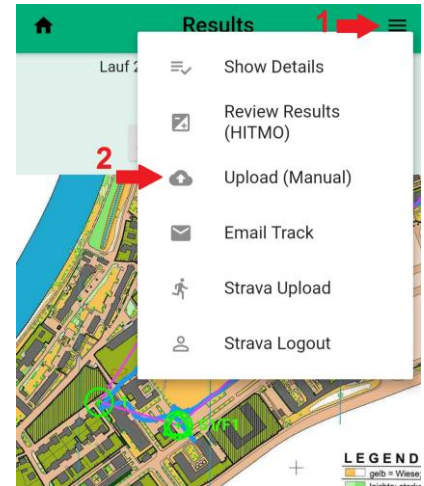 Results
1
Lauf 2
Show Details
Review Results
(HITMO)
2
Upload (Manual)
Email Track
Strava Upload
Strava Logout
LEGEND
gelb = Wiese;